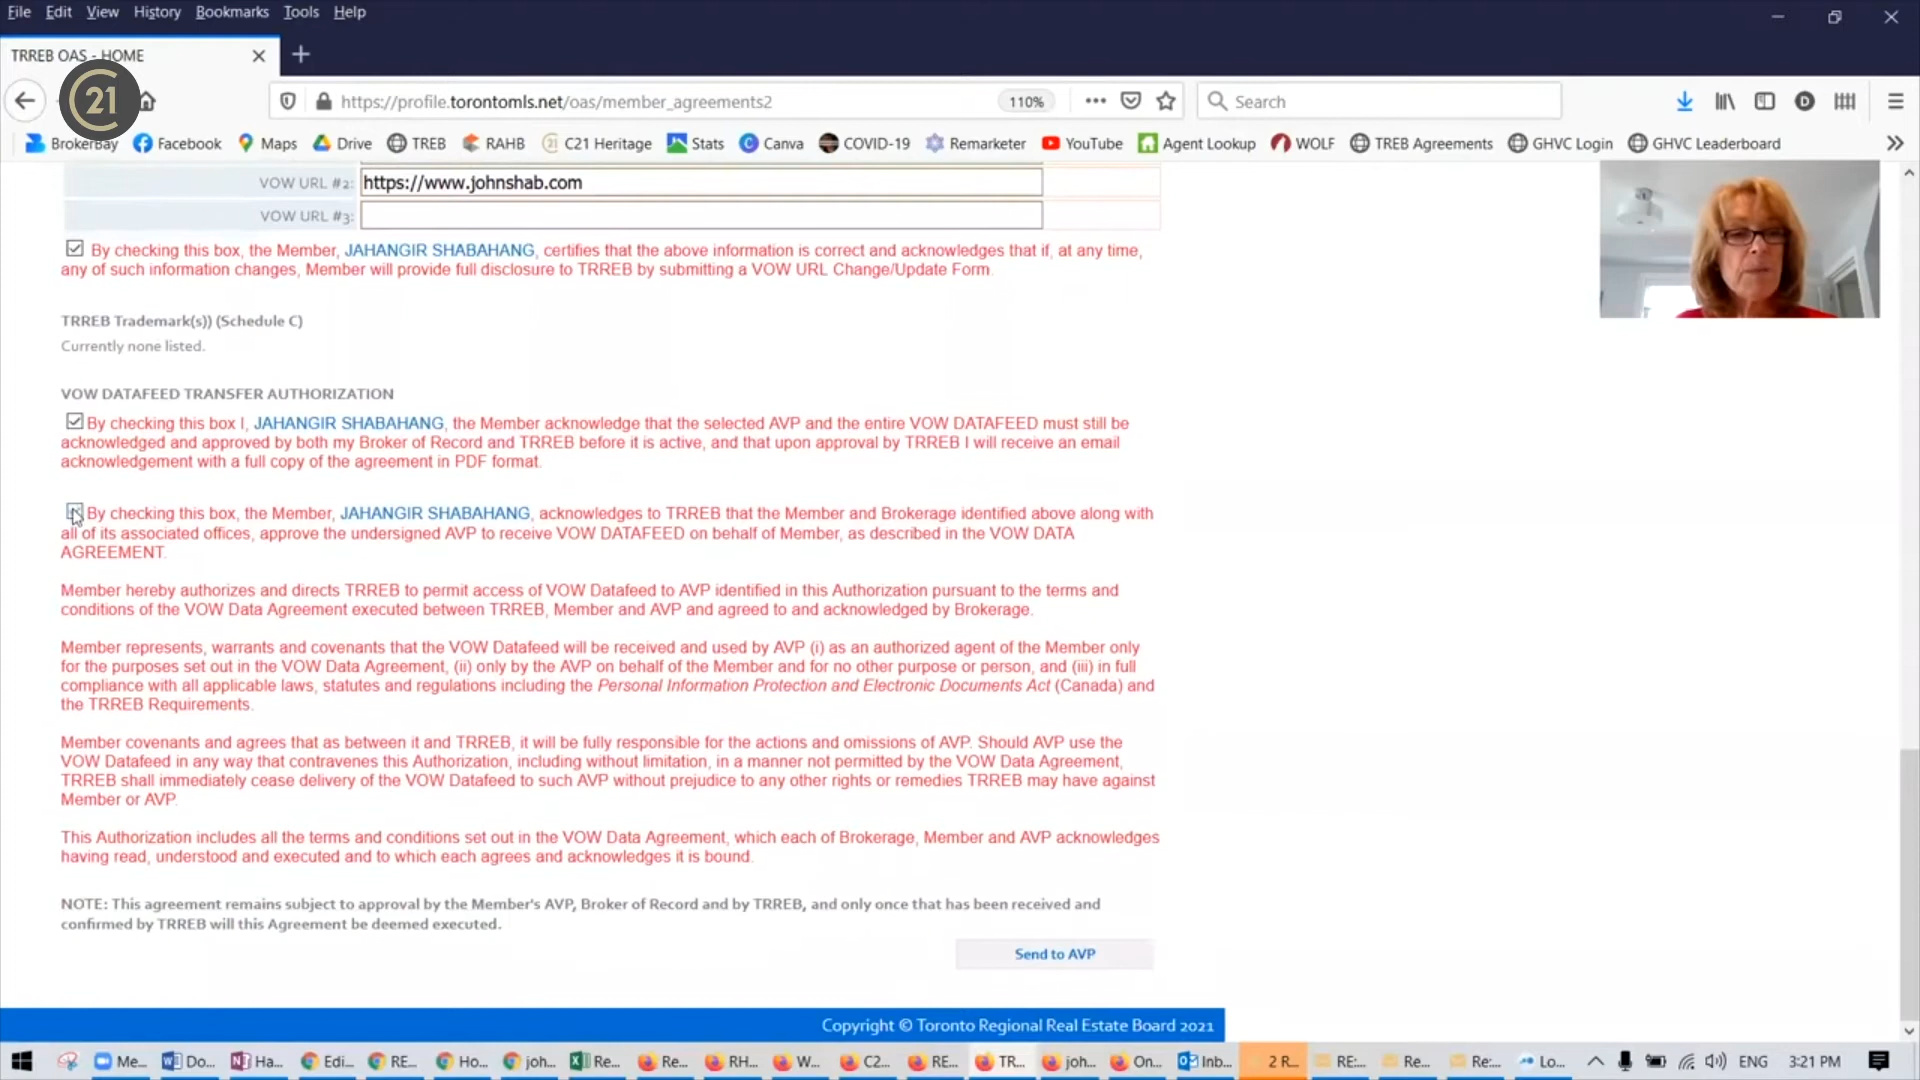 File Edit View History Bookmarks Tools Help
TRREB OAS - HOME
21
https://profile.torontomls.net/oas/member_agreements2
110%
Search
BrokerBay Facebook Maps Drive TREB RAHB C21 Heritage Stats Canva COVID-19 Remarketer YouTube Agent Lookup WOLF TREB Agreements GHVC Login GHVC Leaderboard
VOW URL #2: https://www.johnshab.com
VOW URL #3:
By checking this box, the Member, JAHANGIR SHABAHANG, certifies that the above information is correct and acknowledges that if, at any time,
any of such information changes, Member will provide full disclosure to TRREB by submitting a VOW URL Change/Update Form.
TRREB Trademark(s)) (Schedule C)
Currently none listed.
VOW DATAFEED TRANSFER AUTHORIZATION
By checking this box I, JAHANGIR SHABAHANG, the Member acknowledge that the selected AVP and the entire VOW DATAFEED must still be
acknowledged and approved by both my Broker of Record and TRREB before it is active, and that upon approval by TRREB I will receive an email
acknowledgement with a full copy of the agreement in PDF format.
By checking this box, the Member, JAHANGIR SHABAHANG, acknowledges to TRREB that the Member and Brokerage identified above along with
all of its associated offices, approve the undersigned AVP to receive VOW DATAFEED on behalf of Member, as described in the VOW DATA
AGREEMENT.
Member hereby authorizes and directs TRREB to permit access of VOW Datafeed to AVP identified in this Authorization pursuant to the terms and
conditions of the VOW Data Agreement executed between TRREB, Member and AVP and agreed to and acknowledged by Brokerage.
Member represents, warrants and covenants that the VOW Datafeed will be received and used by AVP (i) as an authorized agent of the Member only
for the purposes set out in the VOW Data Agreement, (ii) only by the AVP on behalf of the Member and for no other purpose or person, and (iii) in full
compliance with all applicable laws, statutes and regulations including the Personal Information Protection and Electronic Documents Act (Canada) and
the TRREB Requirements.
Member covenants and agrees that as between it and TRREB, it will be fully responsible for the actions and omissions of AVP. Should AVP use the
VOW Datafeed in any way that contravenes this Authorization, including without limitation, in a manner not permitted by the VOW Data Agreement,
TRREB shall immediately cease delivery of the VOW Datafeed to such AVP without prejudice to any other rights or remedies TRREB may have against
Member or AVP.
This Authorization includes all the terms and conditions set out in the VOW Data Agreement, which each of Brokerage, Member and AVP acknowledges
having read, understood and executed and to which each agrees and acknowledges it is bound.
NOTE: This agreement remains subject to approval by the Member's AVP, Broker of Record and by TRREB, and only once that has been received and
confirmed by TRREB will this Agreement be deemed executed.
Send to AVP
Copyright © Toronto Regional Real Estate Board 2021
Me... Do... Ha... Edi... RE... Ho... joh... Re... Re... RH... W... C2... RE... TR... joh... On... Inb... 2 R... RE:... Re... Re:... Lo... ENG 3:21 PM